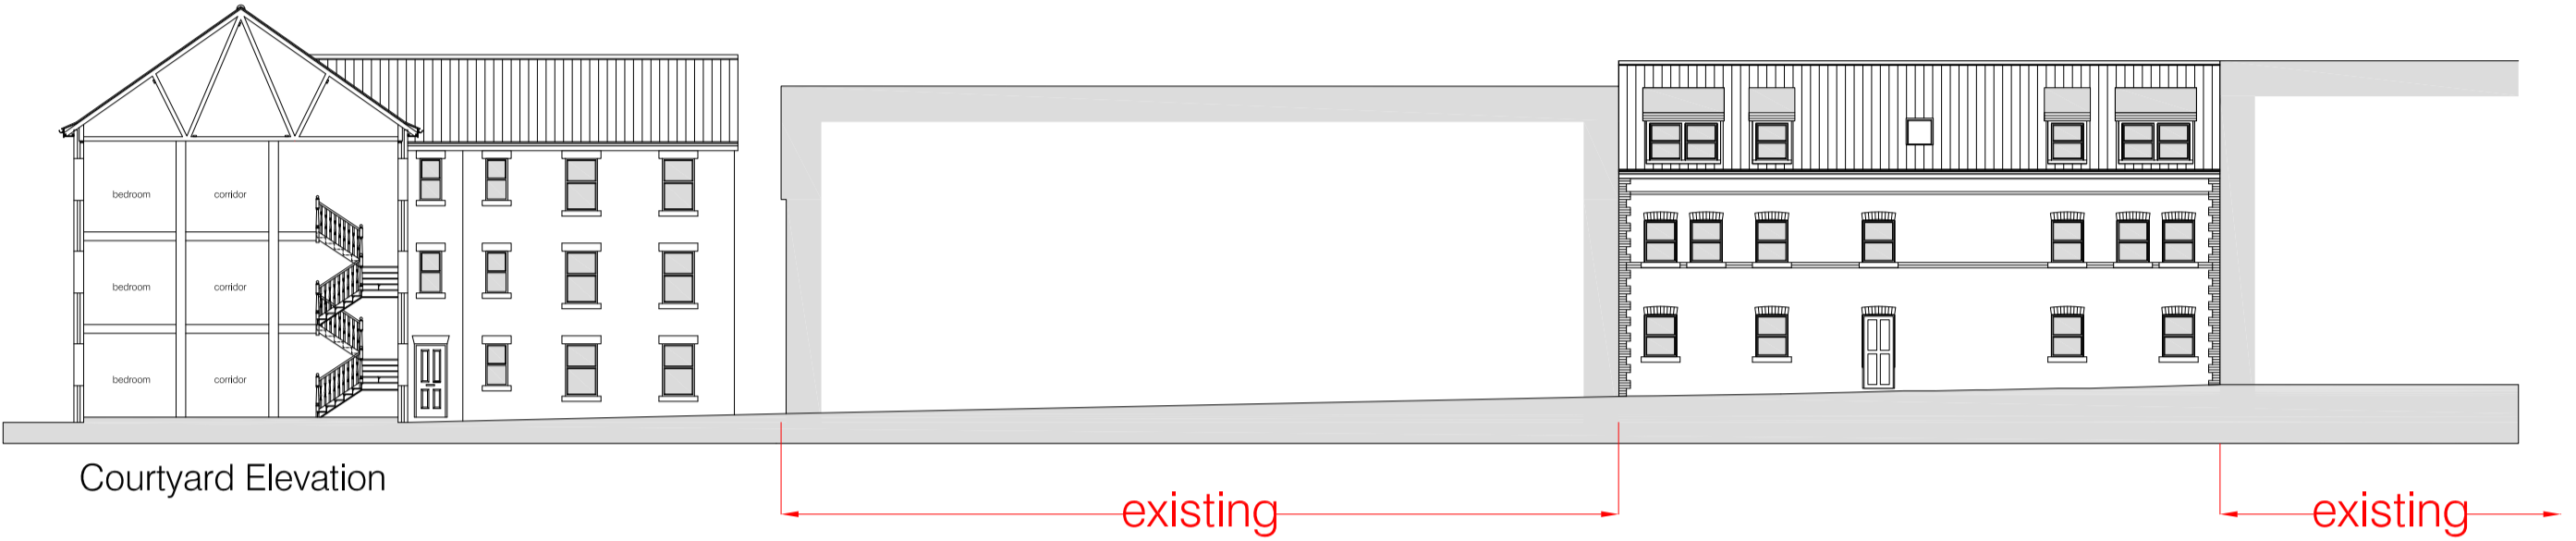 bedroom corridor
bedroom corridor
bedroom corridor
Courtyard Elevation
existing
existing